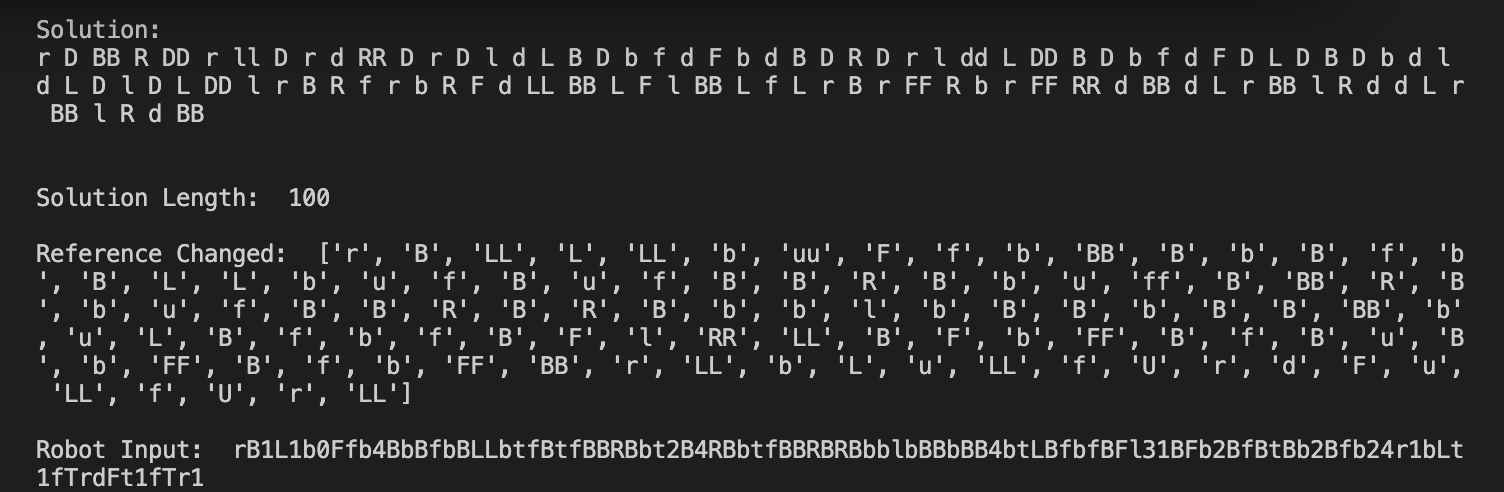 Solution:
r D BB R DD r ll D r d RR D r D l d L B D b f d F b d B D R D r l dd L DD B D b f d F D L D B D b d l
d L D l D L DD l r B R f r b R F d LL BB L F l BB L f L r B r FF R b r FF RR d BB d L r BB l R d d L r
BB l R d BB
Solution Length:  100
Reference Changed:  ['r', 'B', 'LL', 'L', 'LL', 'b', 'uu', 'F', 'f', 'b', 'BB', 'B', 'b', 'B', 'f', 'b
', 'B', 'L', 'L', 'b', 'u', 'f', 'B', 'u', 'f', 'B', 'B', 'R', 'B', 'b', 'u', 'ff', 'B', 'BB', 'R', 'B
', 'b', 'u', 'f', 'B', 'B', 'R', 'B', 'R', 'B', 'b', 'b', 'l', 'b', 'B', 'B', 'b', 'B', 'B', 'BB', 'b'
, 'u', 'L', 'B', 'f', 'b', 'f', 'B', 'F', 'l', 'RR', 'LL', 'B', 'F', 'b', 'FF', 'B', 'f', 'B', 'u', 'B
', 'b', 'FF', 'B', 'f', 'b', 'FF', 'BB', 'r', 'LL', 'b', 'L', 'u', 'LL', 'f', 'U', 'r', 'd', 'F', 'u',
'LL', 'f', 'U', 'r', 'LL']
Robot Input:  rB1L1b0Ffb4BbBfbBLLbtfBtfBBRBbt2B4RBbtfBBRBRBbblbBBbBB4btLBfbfBFl31BFb2BfBtBb2Bfb24r1bLt
1fTrdFt1fTr1